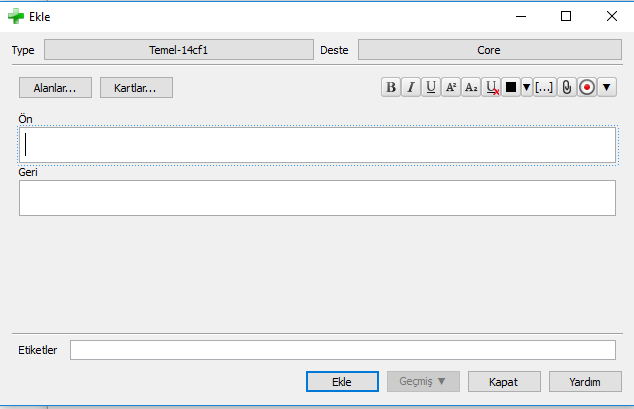 Ekle
Type Temel-14cf1 Deste Core
Alanlar... Kartlar... B I U A² A₂ U [...]
Ön
Geri
Etiketler
Ekle Geçmiş ▼ Kapat Yardım